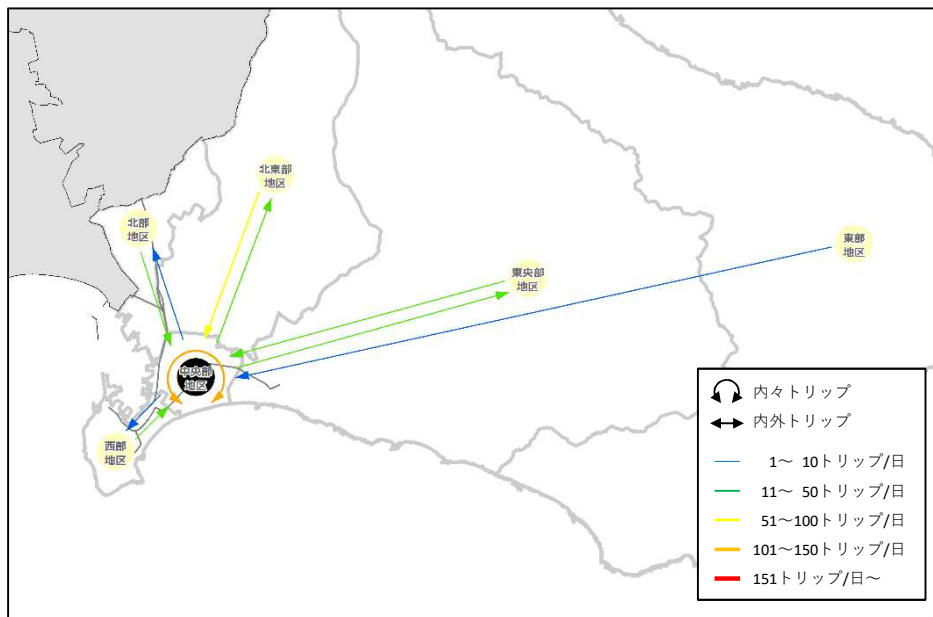 北東部
地区
北部
地区
東部
地区
東央部
地区
中央部
地区
西部
地区
内々トリップ
内外トリップ
1～ 10トリップ/日
11～ 50トリップ/日
51～100トリップ/日
101～150トリップ/日
151トリップ/日～